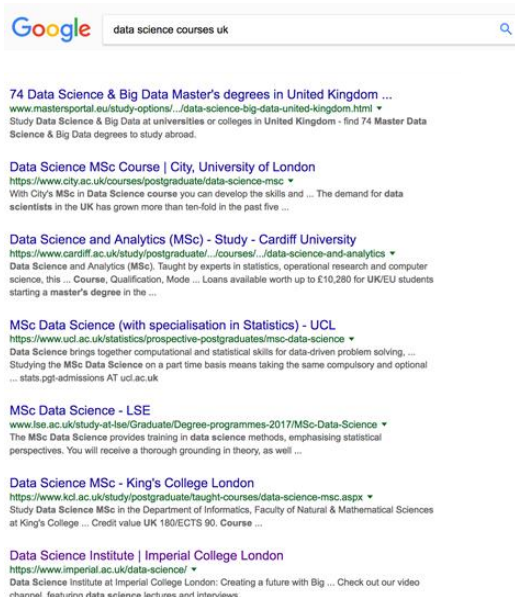 Google
data science courses uk
74 Data Science & Big Data Master's degrees in United Kingdom ...
www.mastersportal.eu/study-options/.../data-science-big-data-united-kingdom.html
Study Data Science & Big Data at universities or colleges in United Kingdom - find 74 Master Data
Science & Big Data degrees to study abroad.
Data Science MSc Course | City, University of London
https://www.city.ac.uk/courses/postgraduate/data-science-msc
With City's MSc in Data Science course you can develop the skills and ... The demand for data
scientists in the UK has grown more than ten-fold in the past five ...
Data Science and Analytics (MSc) - Study - Cardiff University
https://www.cardiff.ac.uk/study/postgraduate/.../courses/.../data-science-and-analytics
Data Science and Analytics (MSc). Taught by experts in statistics, operational research and computer
science, this ... Course, Qualification, Mode ... Loans available worth up to £10,280 for UK/EU students
starting a master's degree in the ...
MSc Data Science (with specialisation in Statistics) - UCL
https://www.ucl.ac.uk/statistics/prospective-postgraduates/msc-data-science
Data Science brings together computational and statistical skills for data-driven problem solving, ...
Studying the MSc Data Science on a part time basis means taking the same compulsory and optional
... stats.pgt-admissions AT ucl.ac.uk
MSc Data Science - LSE
www.lse.ac.uk/study-at-lse/Graduate/Degree-programmes-2017/MSc-Data-Science
The MSc Data Science provides training in data science methods, emphasising statistical
perspectives. You will receive a thorough grounding in theory, as well ...
Data Science MSc - King's College London
https://www.kcl.ac.uk/study/postgraduate/taught-courses/data-science-msc.aspx
Study Data Science MSc in the Department of Informatics, Faculty of Natural & Mathematical Sciences
at King's College ... Credit value UK 180/ECTS 90. Course ...
Data Science Institute | Imperial College London
https://www.imperial.ac.uk/data-science/
Data Science Institute at Imperial College London: Creating a future with Big ... Check out our video
channel, featuring data science lectures and interviews